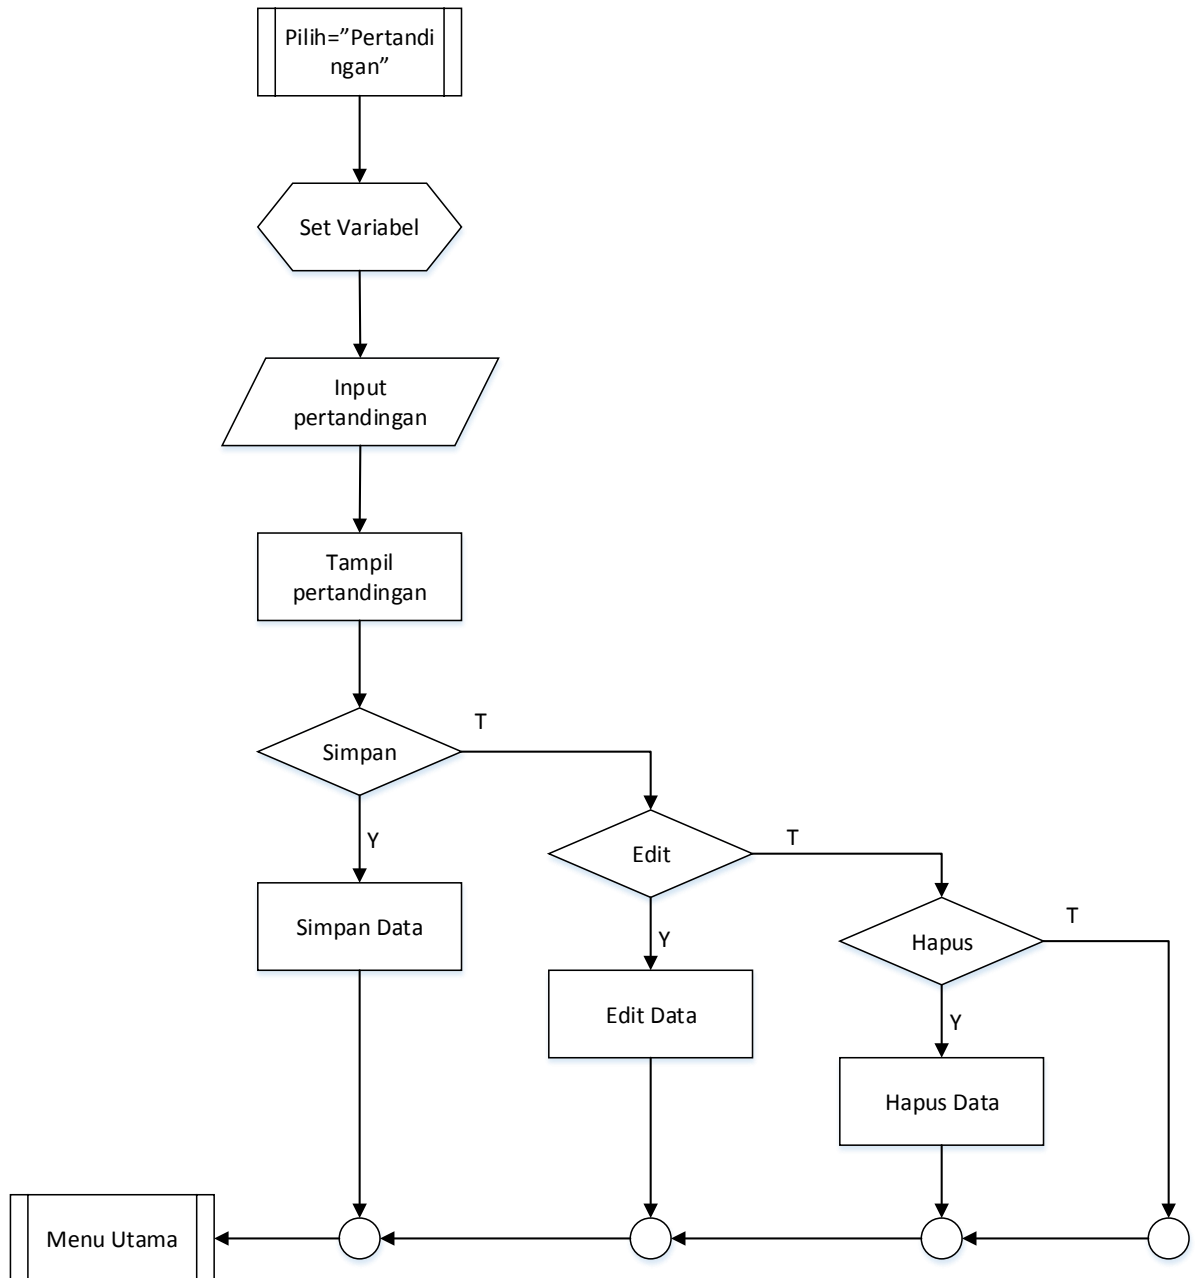 Pilih=”Pertandi
ngan”
Set Variabel
Input
pertandingan
Tampil
pertandingan
T
Simpan
Y
T
Edit
Simpan Data
Y
T
Hapus
Edit Data
Y
Hapus Data
Menu Utama